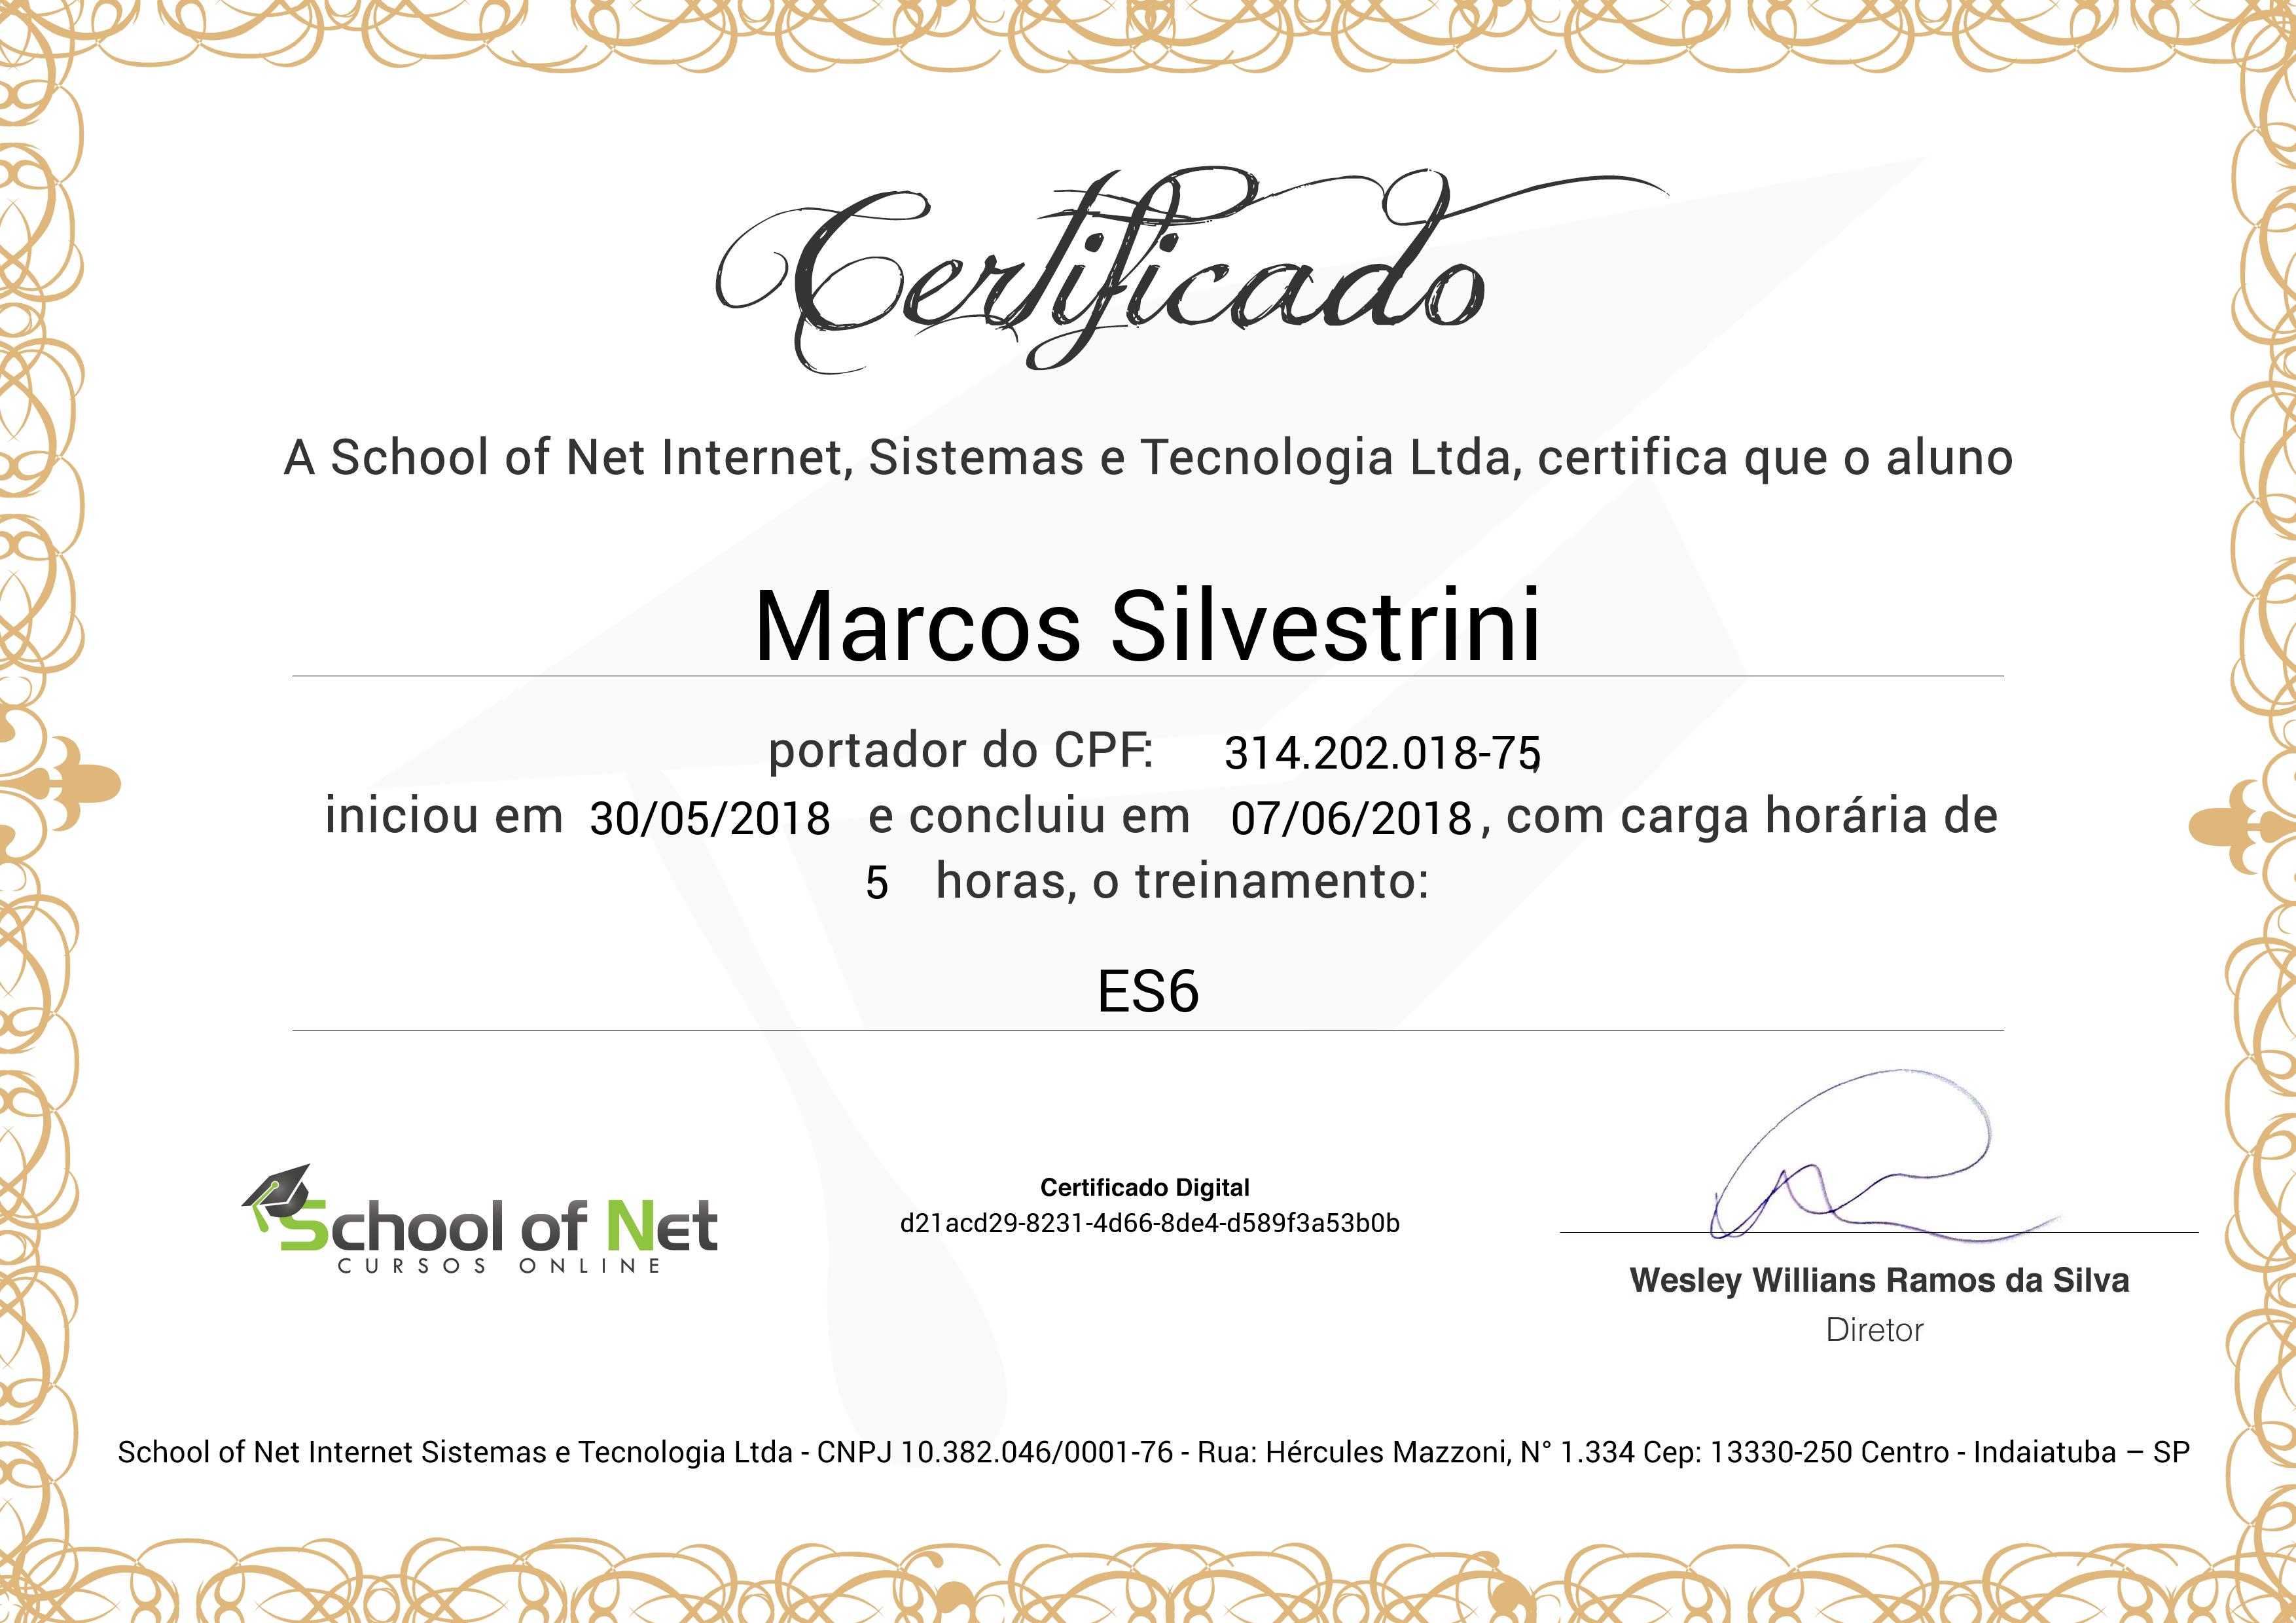 Certificado
A School of Net Internet, Sistemas e Tecnologia Ltda, certifica que o aluno
Marcos Silvestrini
portador do CPF: 314.202.018-75,
iniciou em 30/05/2018 e concluiu em 07/06/2018, com carga horária de
5 horas, o treinamento:
ES6
School of Net
CURSOS ONLINE
Certificado Digital
d21acd29-8231-4d66-8de4-d589f3a53b0b
Wesley Willians Ramos da Silva
Diretor
School of Net Internet Sistemas e Tecnologia Ltda - CNPJ 10.382.046/0001-76 - Rua: Hércules Mazzoni, N° 1.334 Cep: 13330-250 Centro - Indaiatuba – SP